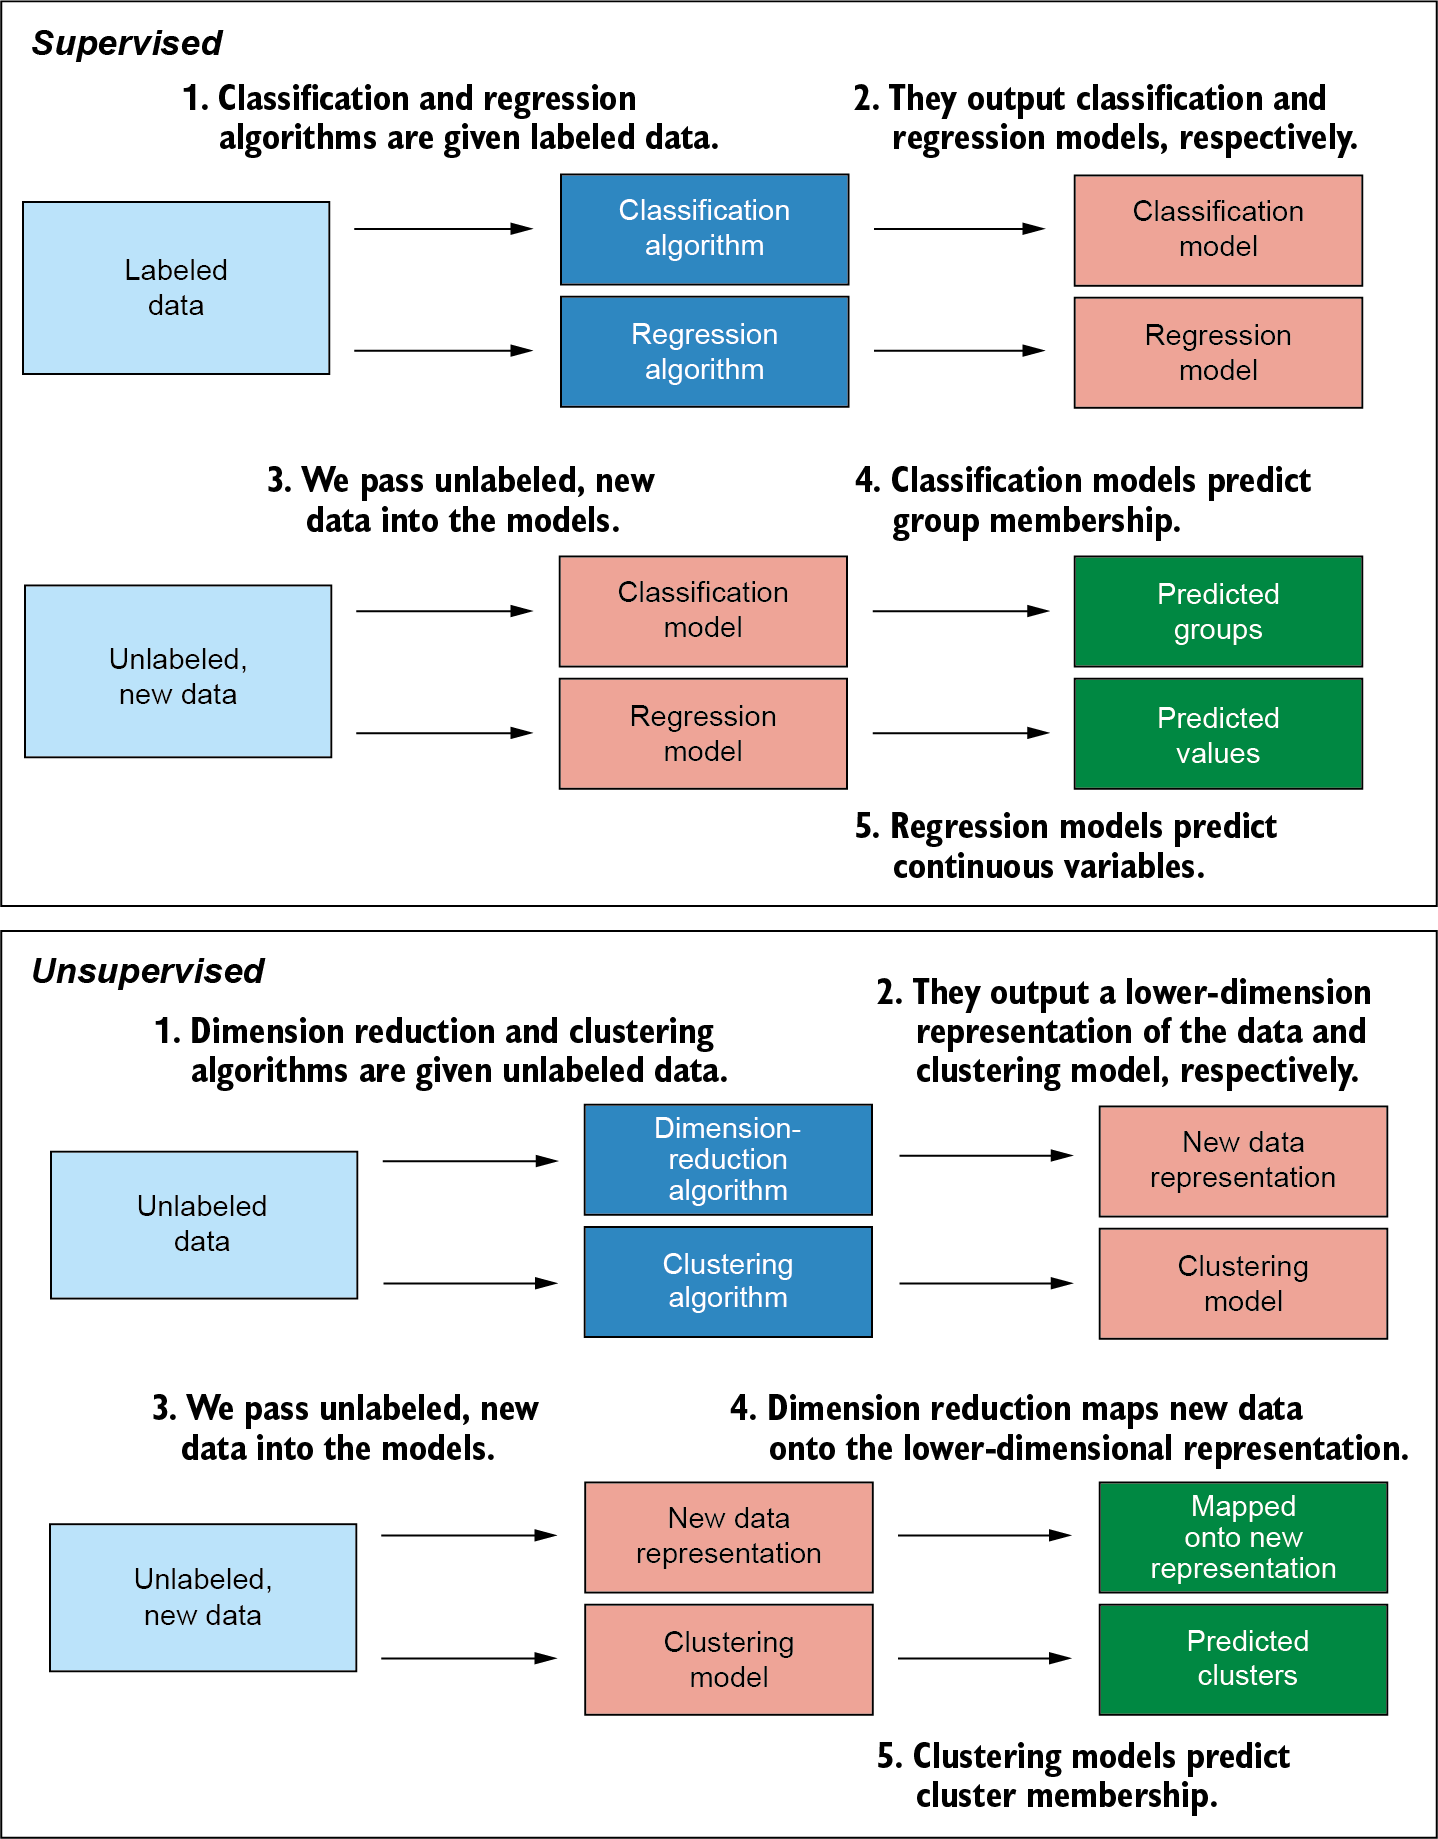 Supervised
1. Classification and regression
algorithms are given labeled data.
2. They output classification and
regression models, respectively.
Labeled
data
Classification
algorithm
Classification
model
Regression
algorithm
Regression
model
3. We pass unlabeled, new
data into the models.
4. Classification models predict
group membership.
Unlabeled,
new data
Classification
model
Predicted
groups
Regression
model
Predicted
values
5. Regression models predict
continuous variables.
Unsupervised
1. Dimension reduction and clustering
algorithms are given unlabeled data.
2. They output a lower-dimension
representation of the data and
clustering model, respectively.
Unlabeled
data
Dimension-
reduction
algorithm
New data
representation
Clustering
algorithm
Clustering
model
3. We pass unlabeled, new
data into the models.
4. Dimension reduction maps new data
onto the lower-dimensional representation.
Unlabeled,
new data
New data
representation
Mapped
onto new
representation
Clustering
model
Predicted
clusters
5. Clustering models predict
cluster membership.